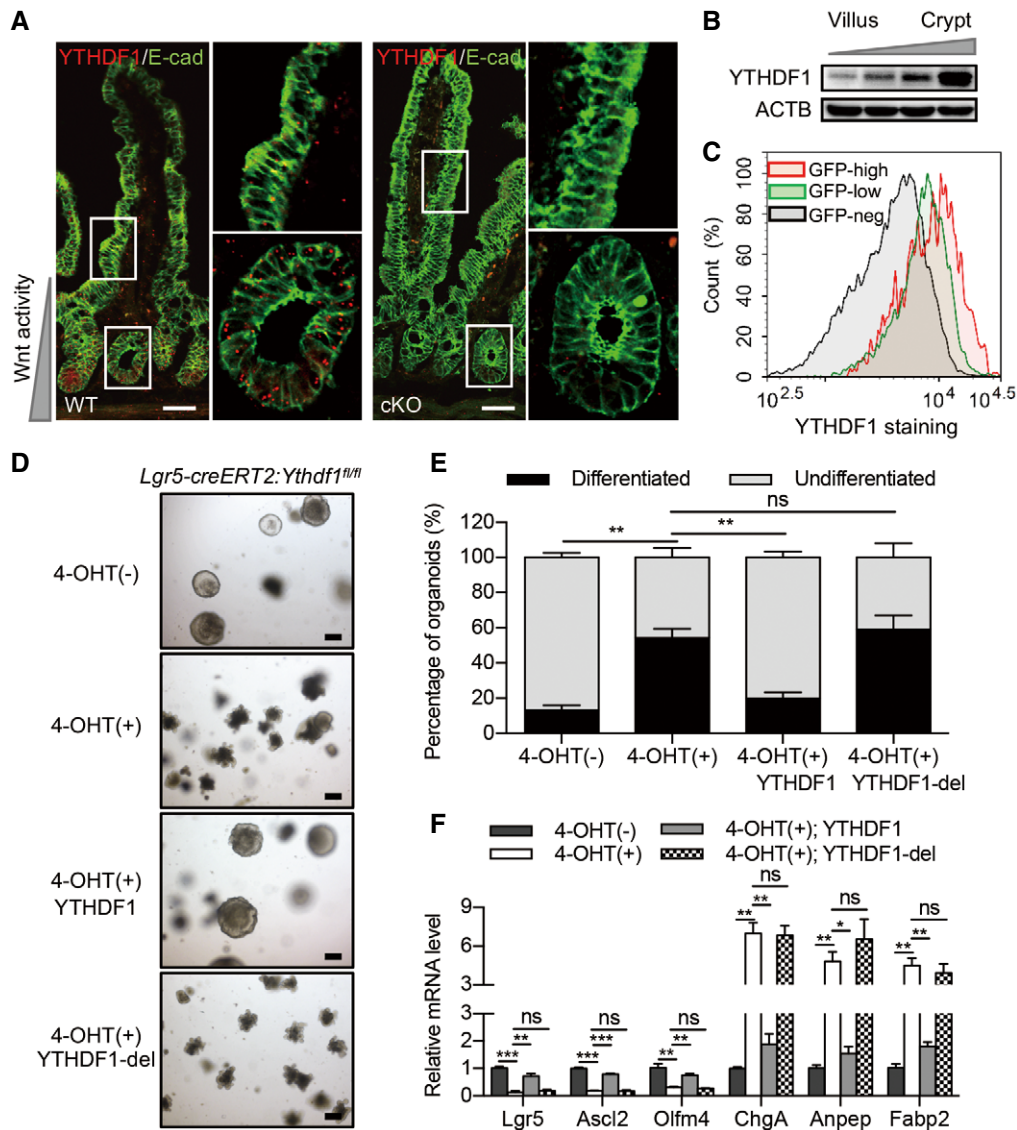 A
YTHDF1/E-cad
YTHDF1/E-cad
Wnt activity
WT
cKO
B
Villus Crypt
YTHDF1
ACTB
C
GFP-high
GFP-low
GFP-neg
Count (%)
100
80
60
40
20
0
10^2.5 10^4 10^4.5
YTHDF1 staining
D
Lgr5-creERT2:Ythdf1^fl/fl
4-OHT(-)
4-OHT(+)
4-OHT(+)
YTHDF1
4-OHT(+)
YTHDF1-del
E
Differentiated Undifferentiated
ns
** **
Percentage of organoids (%)
120
100
80
60
40
20
0
4-OHT(-) 4-OHT(+) 4-OHT(+) 4-OHT(+)
YTHDF1 YTHDF1-del
F
4-OHT(-) 4-OHT(+); YTHDF1
4-OHT(+) 4-OHT(+); YTHDF1-del
Relative mRNA level
9
6
3
3
2
1
0
ns
**
***
ns
***
***
ns
**
**
ns
**
**
ns
*
**
ns
**
**
Lgr5 Ascl2 Olfm4 ChgA Anpep Fabp2